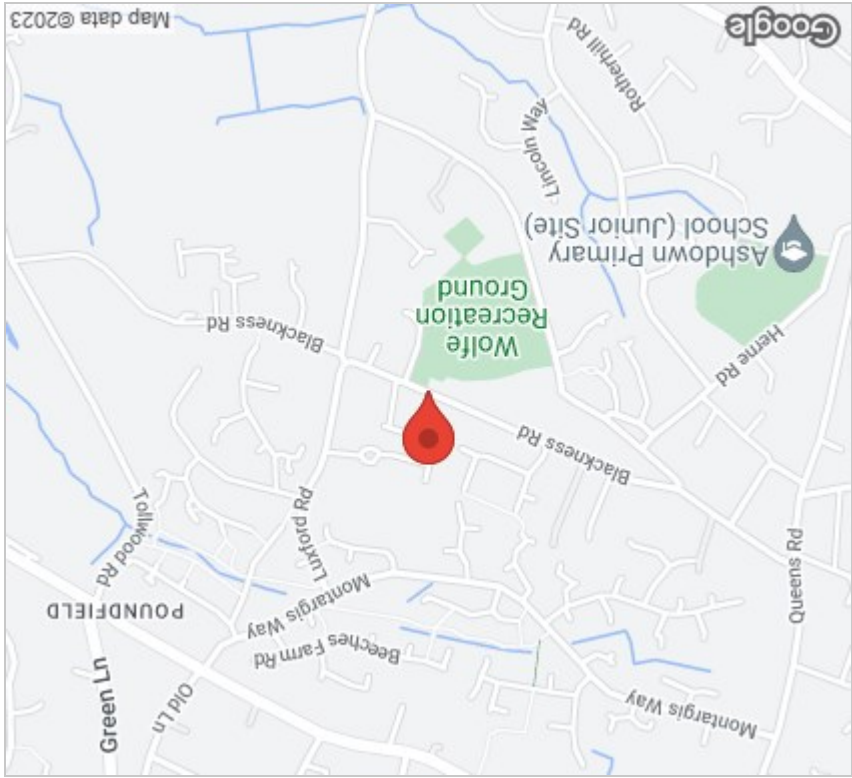 Map data ©2023
Google
Rotherhill Rd
Lincoln Way
Ashdown Primary
School (Junior Site)
Wolfe
Recreation
Ground
Blackness Rd
Herne Rd
Blackness Rd
Tollwood Rd
Luxford Rd
Queens Rd
Montargis Way
POUNDFIELD
Beeches Farm Rd
Green Ln
Old Ln
Montargis Way